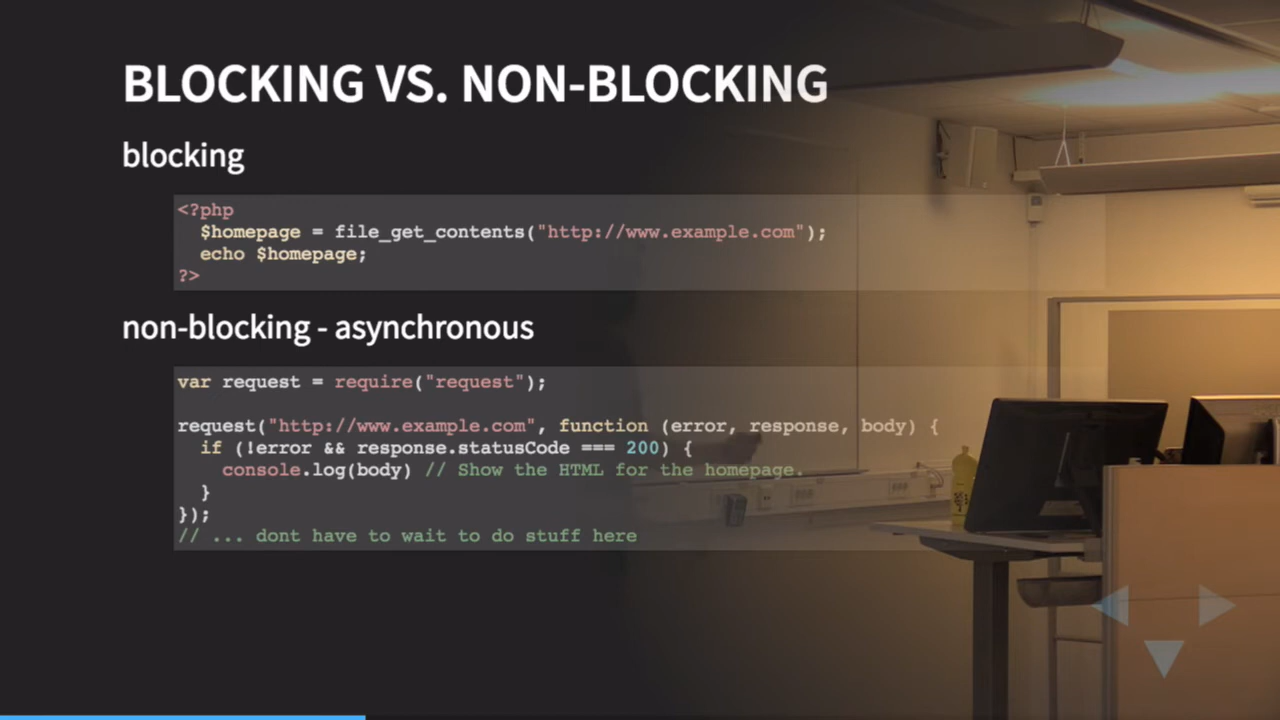 BLOCKING VS. NON-BLOCKING
blocking
<?php
  $homepage = file_get_contents("http://www.example.com");
  echo $homepage;
?>
non-blocking - asynchronous
var request = require("request");
request("http://www.example.com", function (error, response, body) {
  if (!error && response.statusCode === 200) {
    console.log(body) // Show the HTML for the homepage.
  }
});
// ... dont have to wait to do stuff here